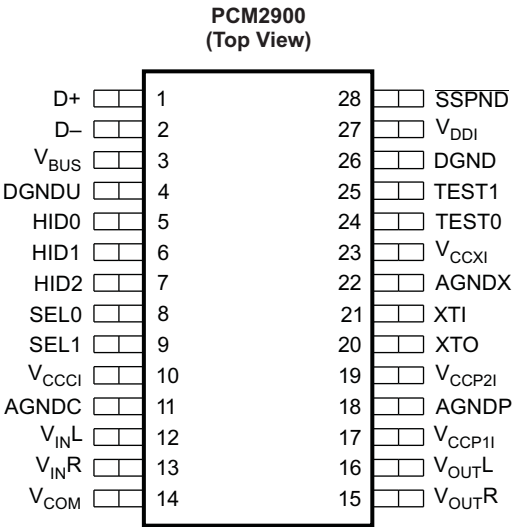 PCM2900
(Top View)
D+ 1 28 S̅S̅P̅N̅D̅
D– 2 27 VDDI
VBUS 3 26 DGND
DGNDU 4 25 TEST1
HID0 5 24 TEST0
HID1 6 23 VCCXI
HID2 7 22 AGNDX
SEL0 8 21 XTI
SEL1 9 20 XTO
VCCCI 10 19 VCCP2I
AGNDC 11 18 AGNDP
VINL 12 17 VCCP1I
VINR 13 16 VOUTL
VCOM 14 15 VOUTR